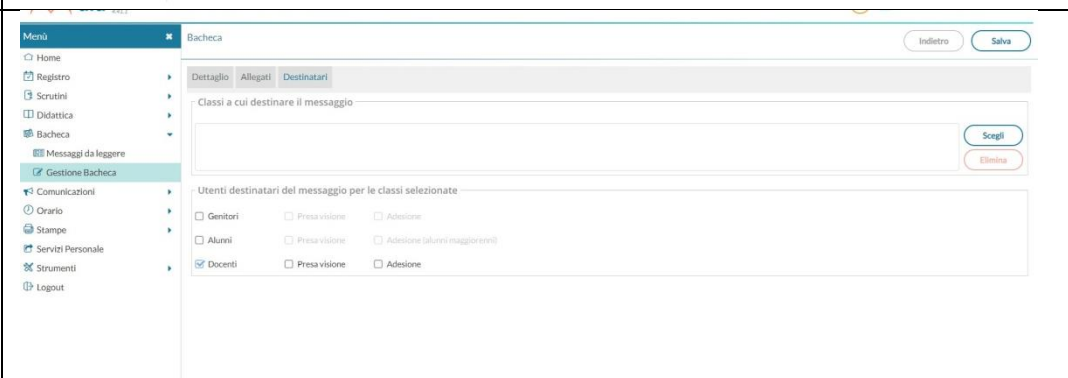 Menù
Bacheca
Indietro
Salva
Home
Registro
Scrutini
Didattica
Bacheca
Messaggi da leggere
Gestione Bacheca
Comunicazioni
Orario
Stampe
Servizi Personale
Strumenti
Logout
Dettaglio Allegati Destinatari
Classi a cui destinare il messaggio
Scegli
Elimina
Utenti destinatari del messaggio per le classi selezionate
Genitori Presa visione Adesione
Alunni Presa visione Adesione (alunni maggiorenni)
Docenti Presa visione Adesione